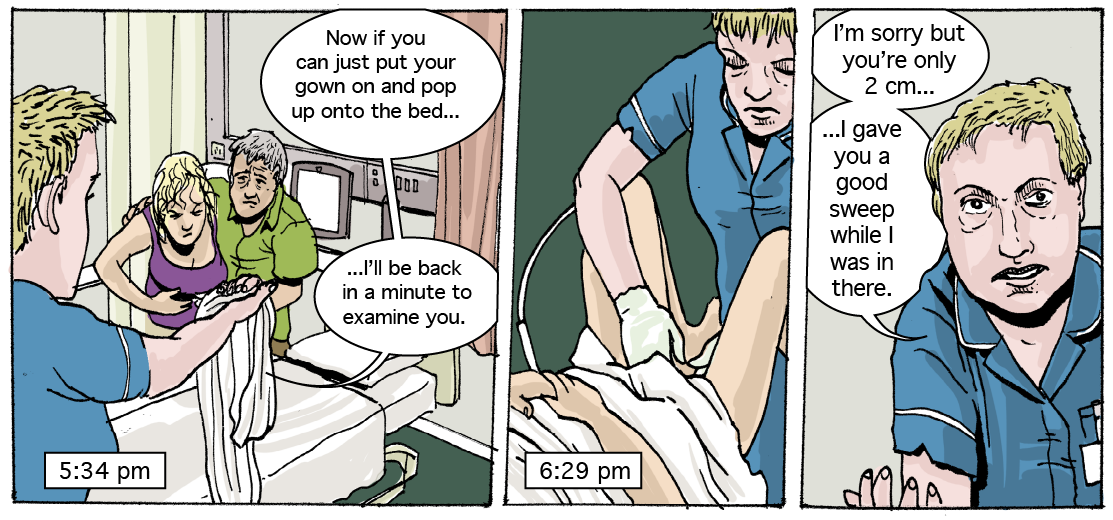 Now if you
can just put your
gown on and pop
up onto the bed...
...I'll be back
in a minute to
examine you.
5:34 pm
6:29 pm
I'm sorry but
you're only
2 cm...
...I gave
you a
good
sweep
while I
was in
there.